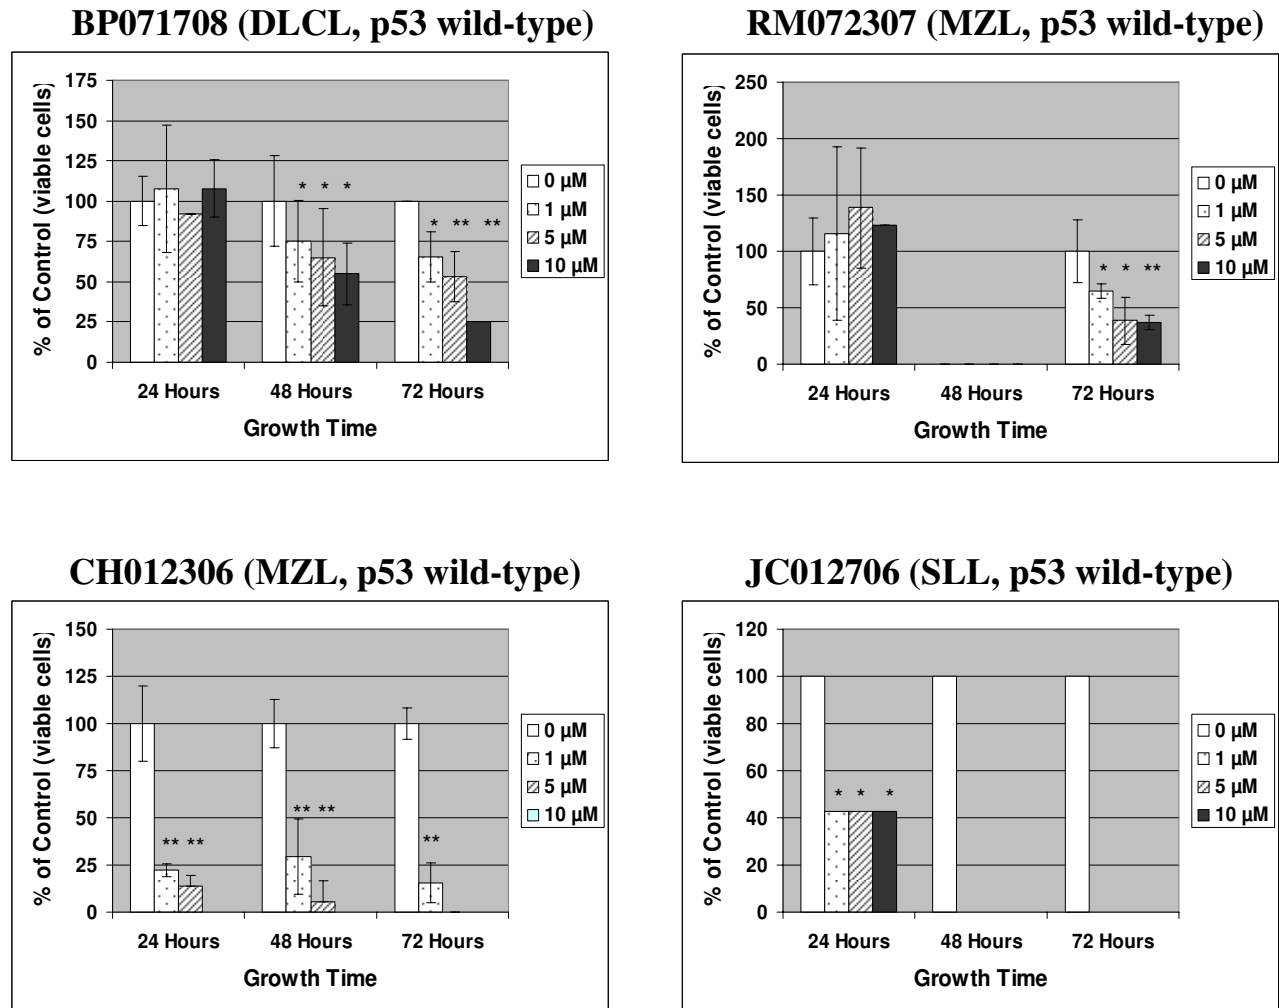 BP071708 (DLCL, p53 wild-type)
% of Control (viable cells)
175
150
125
100
75
50
25
0
* * *
* ** **
24 Hours 48 Hours 72 Hours
Growth Time
0 µM
1 µM
5 µM
10 µM
RM072307 (MZL, p53 wild-type)
% of Control (viable cells)
250
200
150
100
50
0
* * **
24 Hours 48 Hours 72 Hours
Growth Time
0 µM
1 µM
5 µM
10 µM
CH012306 (MZL, p53 wild-type)
% of Control (viable cells)
150
125
100
75
50
25
0
** **
** **
**
24 Hours 48 Hours 72 Hours
Growth Time
0 µM
1 µM
5 µM
10 µM
JC012706 (SLL, p53 wild-type)
% of Control (viable cells)
120
100
80
60
40
20
0
* * *
24 Hours 48 Hours 72 Hours
Growth Time
0 µM
1 µM
5 µM
10 µM